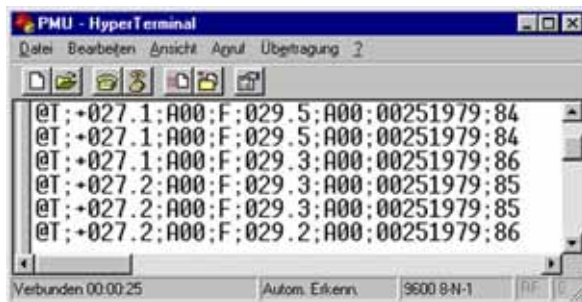 PMU - HyperTerminal
Datei Bearbeiten Ansicht Anruf Übertragung ?
@T;+027.1;A00;F;029.5;A00;00251979;84
@T;+027.1;A00;F;029.5;A00;00251979;84
@T;+027.1;A00;F;029.3;A00;00251979;86
@T;+027.2;A00;F;029.3;A00;00251979;85
@T;+027.2;A00;F;029.3;A00;00251979;85
@T;+027.2;A00;F;029.2;A00;00251979;86
Verbunden 00:00:25 Autom. Erkenn. 9600 8-N-1 RF